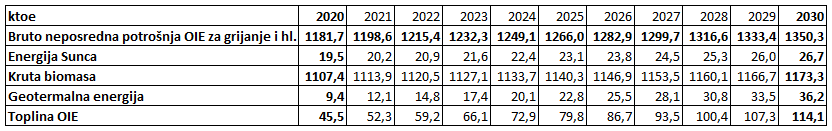 ktoe 2020 2021 2022 2023 2024 2025 2026 2027 2028 2029 2030
Bruto neposredna potrošnja OIE za grijanje i hl. 1181,7 1198,6 1215,4 1232,3 1249,1 1266,0 1282,9 1299,7 1316,6 1333,4 1350,3
Energija Sunca 19,5 20,2 20,9 21,6 22,4 23,1 23,8 24,5 25,3 26,0 26,7
Kruta biomasa 1107,4 1113,9 1120,5 1127,1 1133,7 1140,3 1146,9 1153,5 1160,1 1166,7 1173,3
Geotermalna energija 9,4 12,1 14,8 17,4 20,1 22,8 25,5 28,1 30,8 33,5 36,2
Toplina OIE 45,5 52,3 59,2 66,1 72,9 79,8 86,7 93,5 100,4 107,3 114,1